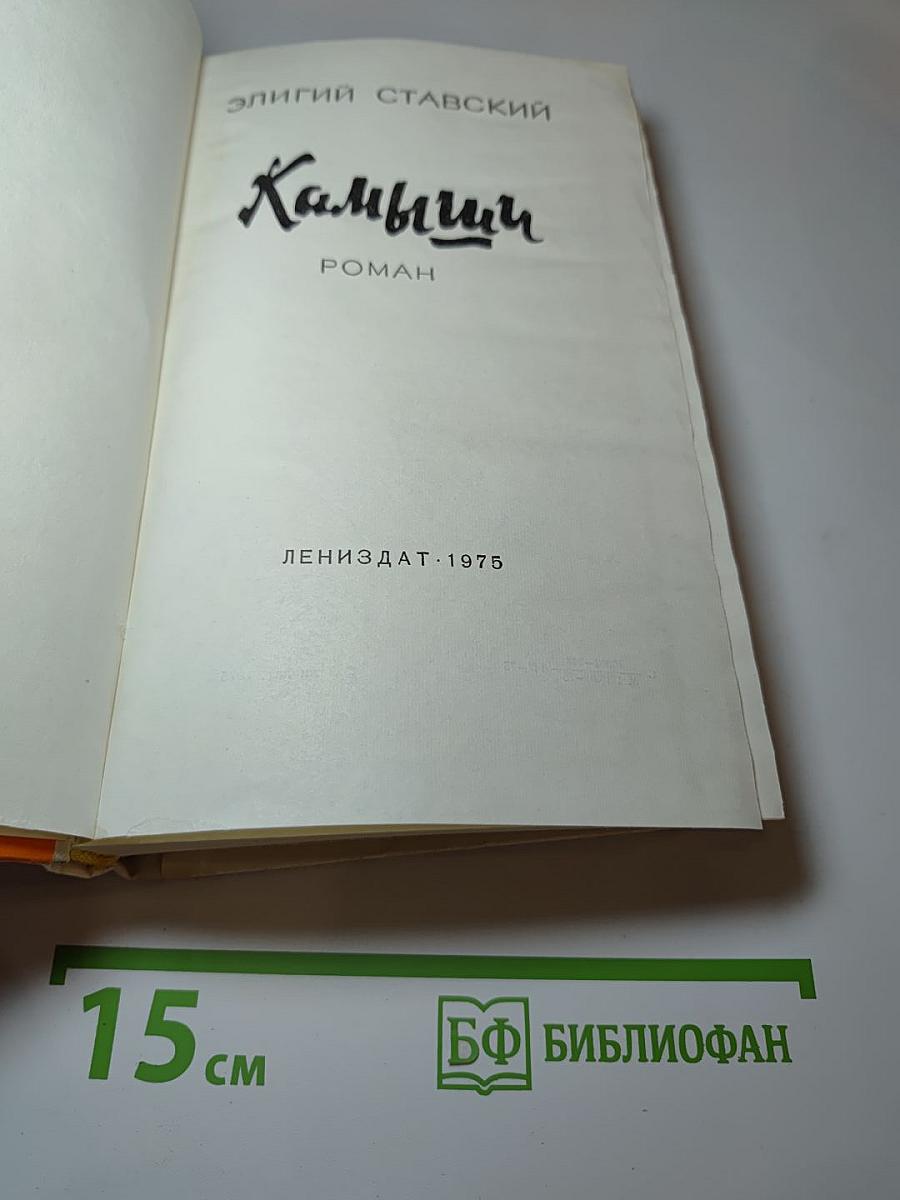 ЭЛИГИЙ СТАВСКИЙ
Камыши
РОМАН
ЛЕНИЗДАТ · 1975
15 см
БФ БИБЛИОФАН